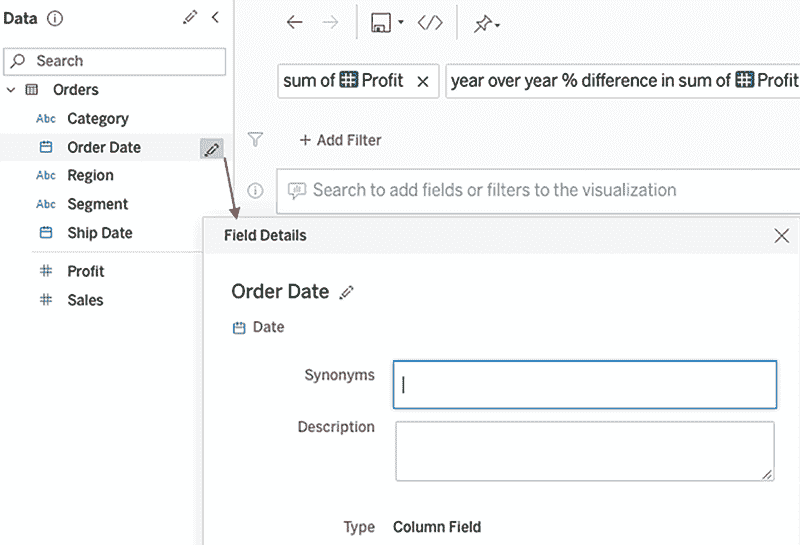 Data
Search
Orders
Abc Category
Order Date
Abc Region
Abc Segment
Ship Date
Profit
Sales
sum of Profit
year over year % difference in sum of Profit
+ Add Filter
Search to add fields or filters to the visualization
Field Details
Order Date
Date
Synonyms
Description
Type Column Field